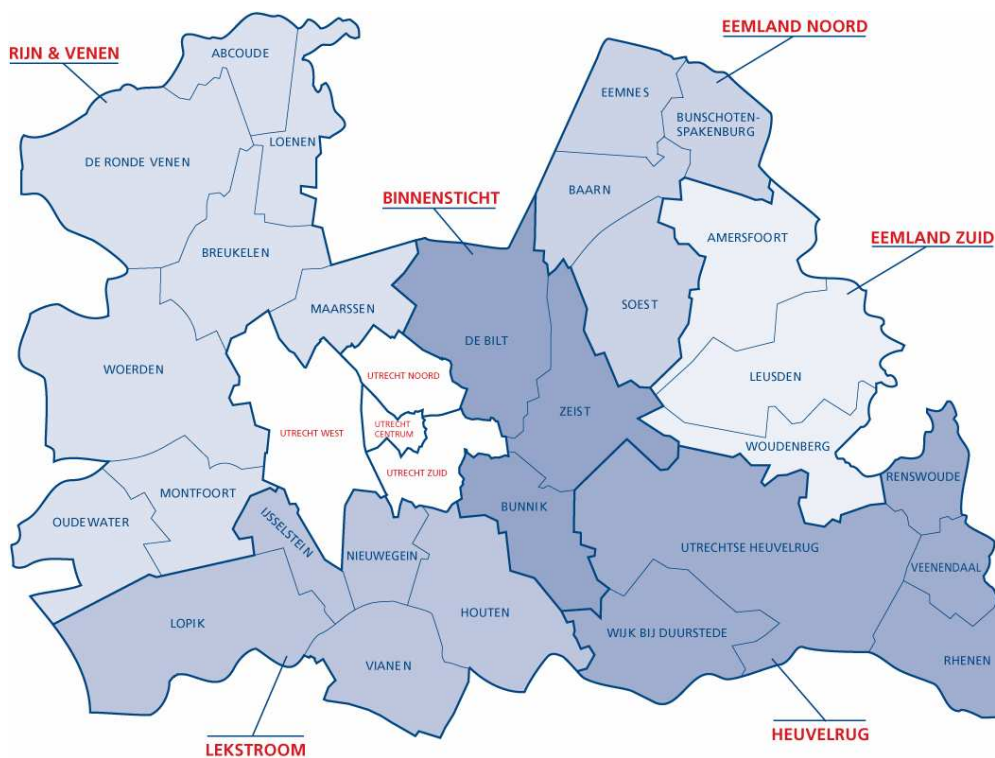 EEMLAND NOORD
RIJN & VENEN
ABCOUDE
EEMNES
BUNSCHOTEN-
SPAKENBURG
LOENEN
DE RONDE VENEN
BAARN
BINNENSTICHT
AMERSFOORT
EEMLAND ZUID
BREUKELEN
MAARSSEN
SOEST
DE BILT
WOERDEN
UTRECHT NOORD
LEUSDEN
ZEIST
UTRECHT WEST
UTRECHT
CENTRUM
WOUDENBERG
UTRECHT ZUID
RENSWOUDE
MONTFOORT
BUNNIK
OUDEWATER
IJSSELSTEIN
NIEUWEGEIN
UTRECHTSE HEUVELRUG
VEENENDAAL
HOUTEN
LOPIK
WIJK BIJ DUURSTEDE
RHENEN
VIANEN
HEUVELRUG
LEKSTROOM